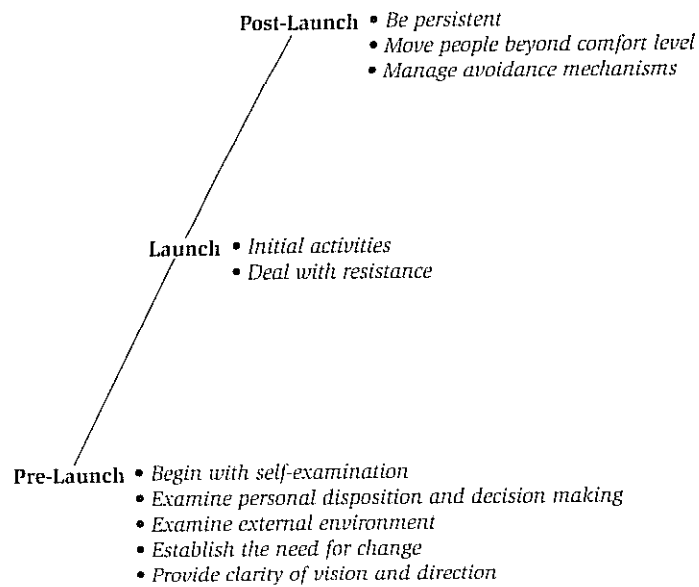 Post-Launch • Be persistent
• Move people beyond comfort level
• Manage avoidance mechanisms
Launch • Initial activities
• Deal with resistance
Pre-Launch • Begin with self-examination
• Examine personal disposition and decision making
• Examine external environment
• Establish the need for change
• Provide clarity of vision and direction